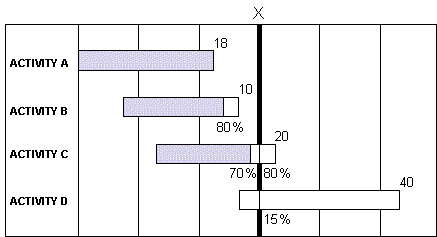 X
18
ACTIVITY A
10
ACTIVITY B
80%
20
ACTIVITY C
70% 80%
40
ACTIVITY D
15%